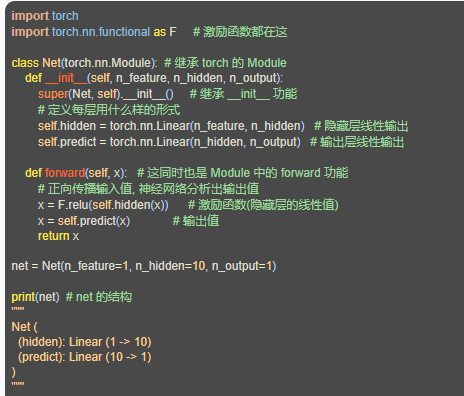 import torch
import torch.nn.functional as F     # 激励函数都在这

class Net(torch.nn.Module):  # 继承 torch 的 Module
    def __init__(self, n_feature, n_hidden, n_output):
        super(Net, self).__init__()     # 继承 __init__ 功能
        # 定义每层用什么样的形式
        self.hidden = torch.nn.Linear(n_feature, n_hidden)   # 隐藏层线性输出
        self.predict = torch.nn.Linear(n_hidden, n_output)   # 输出层线性输出

    def forward(self, x):   # 这同时也是 Module 中的 forward 功能
        # 正向传播输入值, 神经网络分析出输出值
        x = F.relu(self.hidden(x))      # 激励函数(隐藏层的线性值)
        x = self.predict(x)             # 输出值
        return x

net = Net(n_feature=1, n_hidden=10, n_output=1)

print(net)  # net 的结构
"""
Net (
  (hidden): Linear (1 -> 10)
  (predict): Linear (10 -> 1)
)
"""